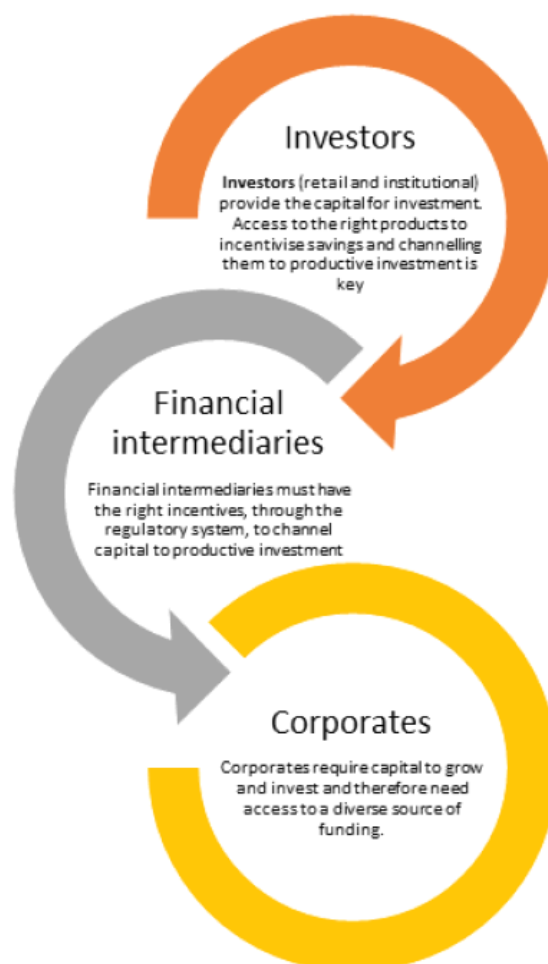 Investors
Investors (retail and institutional)
provide the capital for investment.
Access to the right products to
incentivise savings and channelling
them to productive investment is
key
Financial
intermediaries
Financial intermediaries must have
the right incentives, through the
regulatory system, to channel
capital to productive investment
Corporates
Corporates require capital to grow
and invest and therefore need
access to a diverse source of
funding.